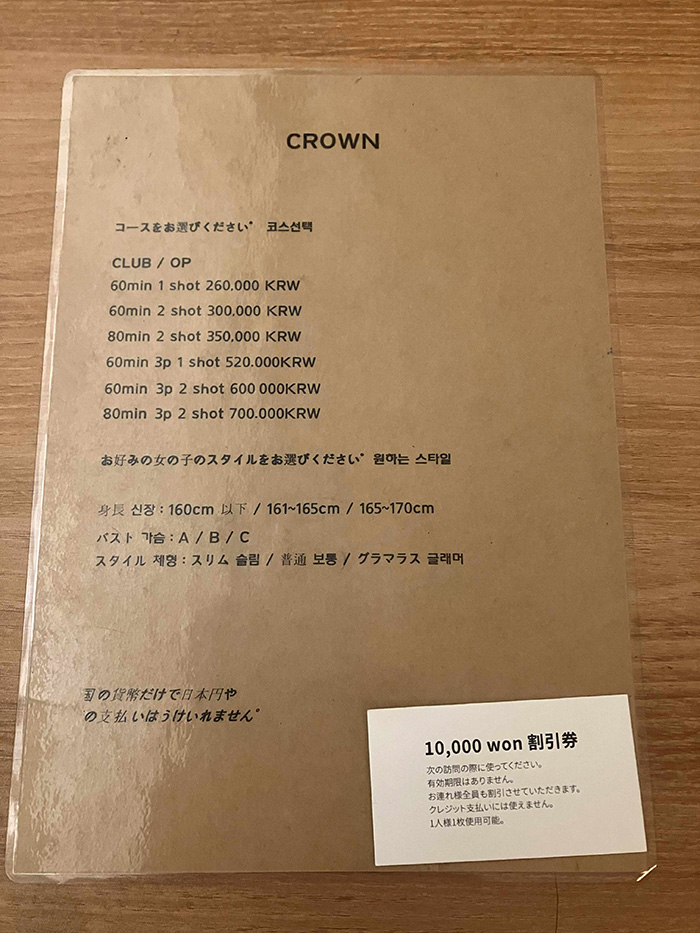 CROWN
コースをお選びください゜ 코스선택
CLUB / OP
60min 1 shot 260.000 KRW
60min 2 shot 300,000 KRW
80min 2 shot 350,000 KRW
60min 3p 1 shot 520.000KRW
60min 3p 2 shot 600 000KRW
80min 3p 2 shot 700.000KRW
お好みの女の子のスタイルをお選びください゜ 원하는 스타일
身長 신장 : 160cm 以下 / 161~165cm / 165~170cm
バスト 가슴 : A / B / C
スタイル 체형 : スリム 슬림 / 普通 보통 / グラマラス 글래머
国の貨幣だけで日本円や
の支払いはうけいれません゜
10,000 won 割引券
次の訪問の際に使ってください。
有効期限はありません。
お連れ様全員も割引させていただきます。
クレジット支払いには使えません。
1人様1枚使用可能。